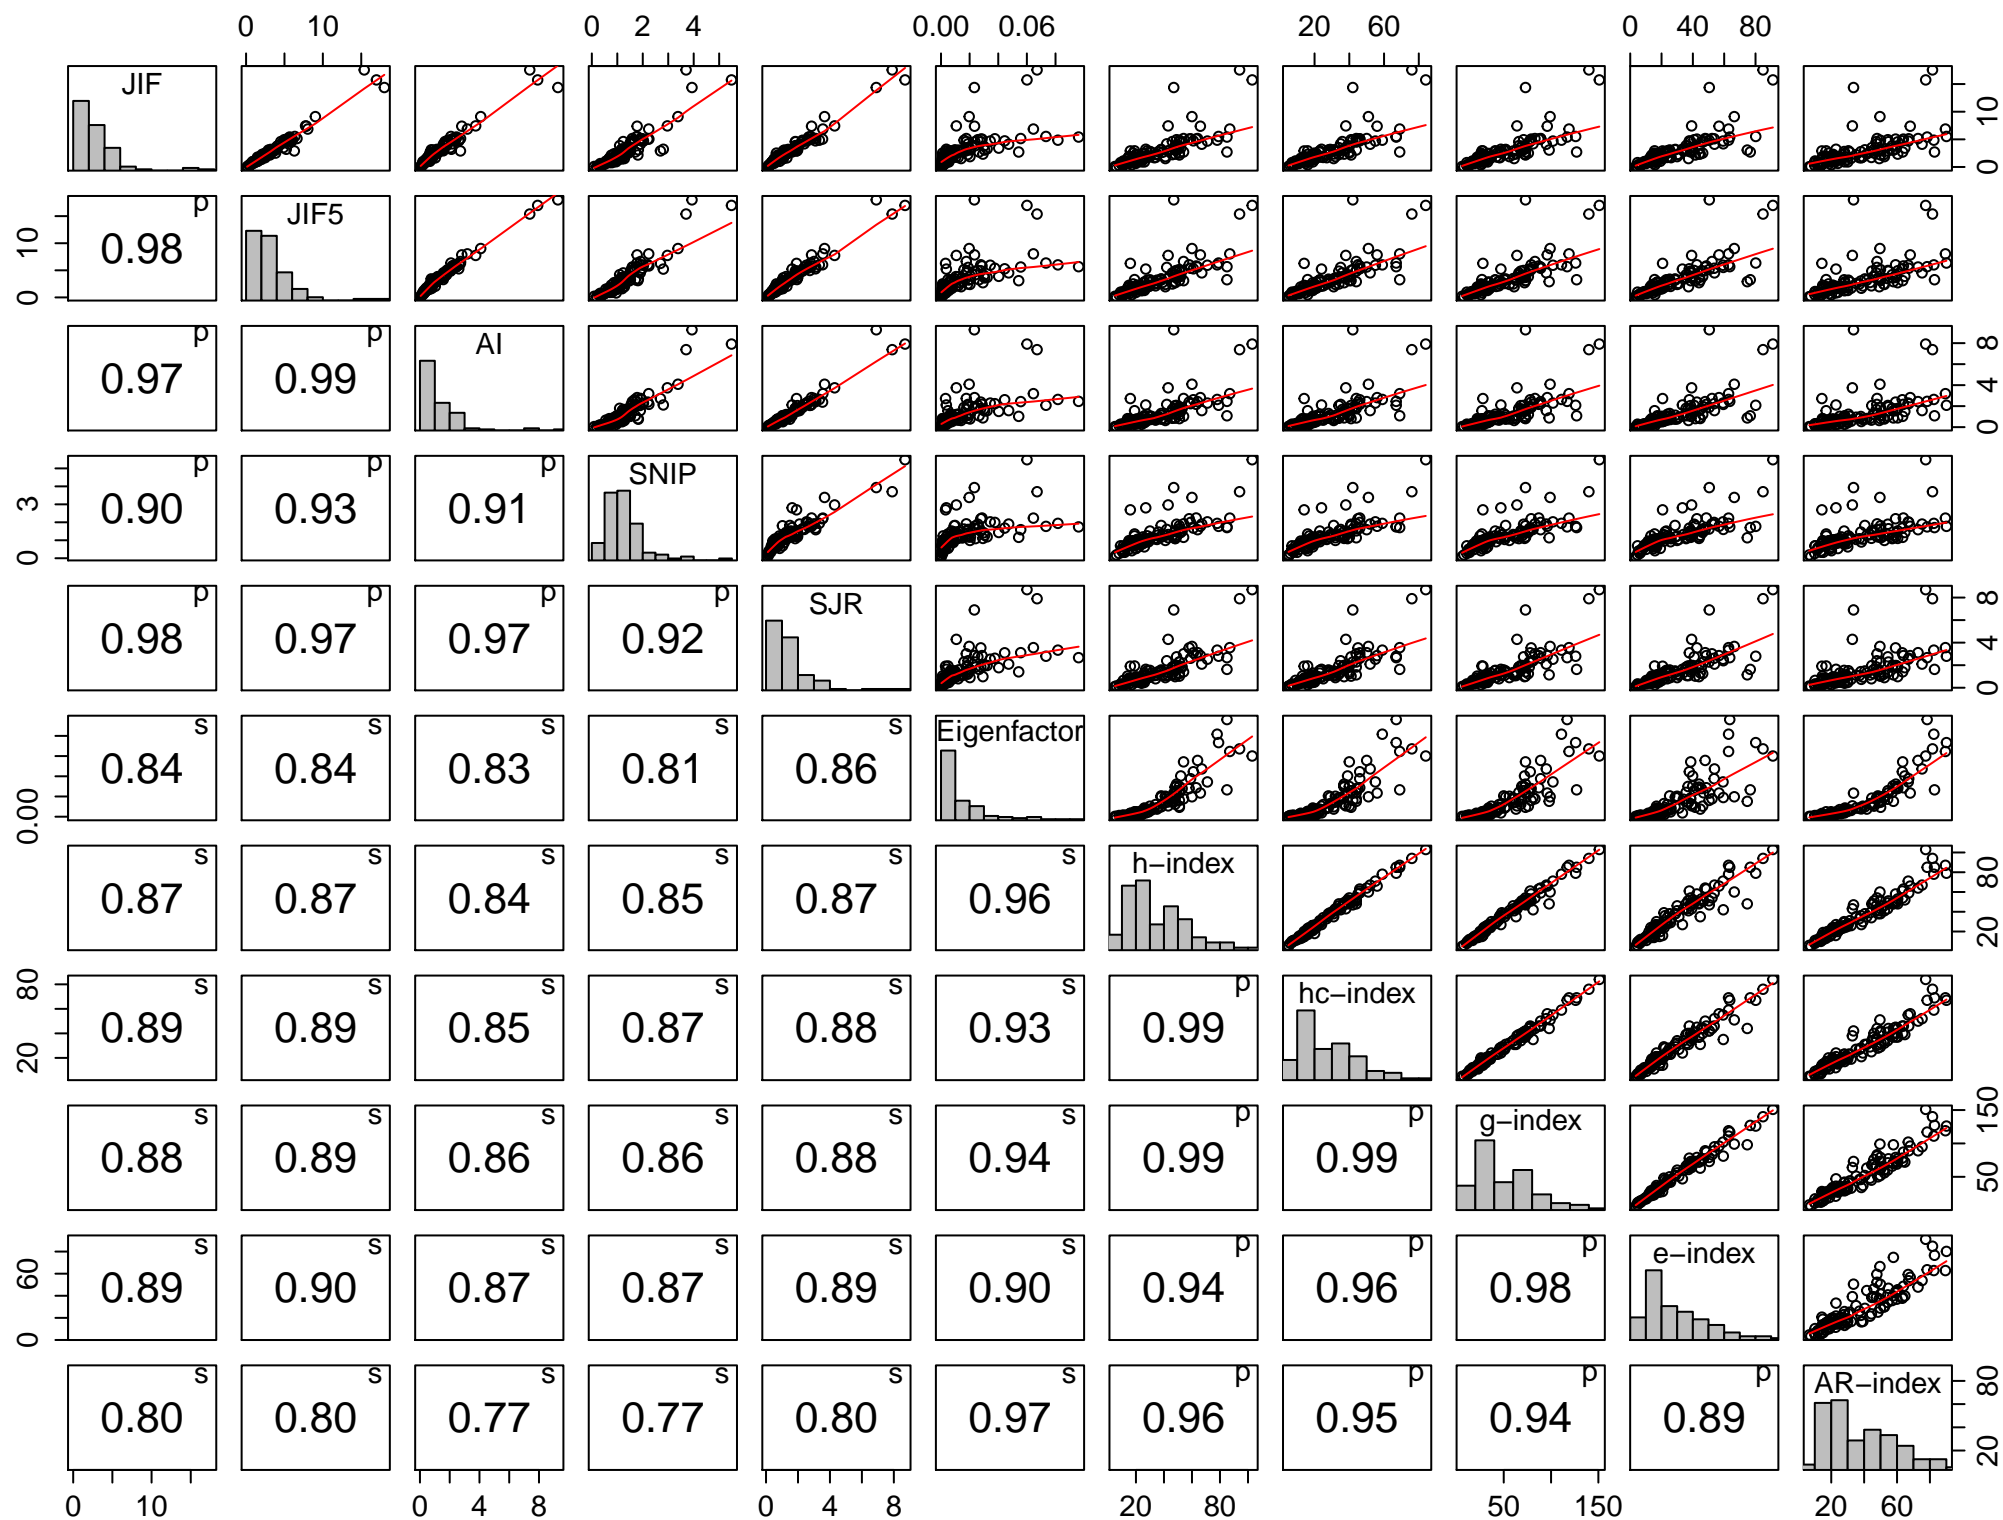 0 10 0 2 4 0.00 0.06 20 60 0 40 80
JIF
0 10
p JIF5
0 10 0.98
p p AI
0.97 0.99 0 4 8
p p p SNIP
0 3 0.90 0.93 0.91
p p p p SJR
0.98 0.97 0.97 0.92 0 4 8
s s s s s Eigenfactor
0.00 0.84 0.84 0.83 0.81 0.86
s s s s s s h-index
0.87 0.87 0.84 0.85 0.87 0.96 20 80
s s s s s s p hc-index
20 80 0.89 0.89 0.85 0.87 0.88 0.93 0.99
s s s s s s p p g-index
0.88 0.89 0.86 0.86 0.88 0.94 0.99 0.99 50 150
s s s s s s p p p e-index
0 60 0.89 0.90 0.87 0.87 0.89 0.90 0.94 0.96 0.98
s s s s s s p p p p AR-index
0.80 0.80 0.77 0.77 0.80 0.97 0.96 0.95 0.94 0.89 20 80
0 10 0 4 8 0 4 8 20 80 50 150 20 60